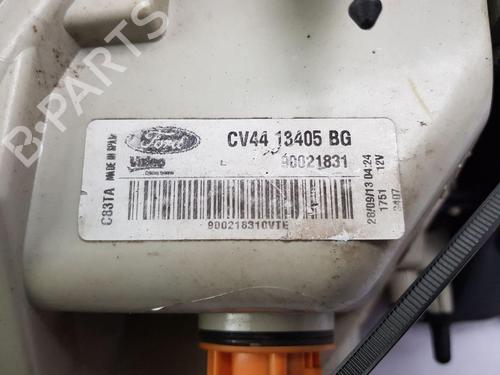 B-Parts
Ford
CV44 13405 BG
Valeo
90021831
MADE IN SPAIN
C83TA
900218310VTE
28/09/13 04:24
1751 12V